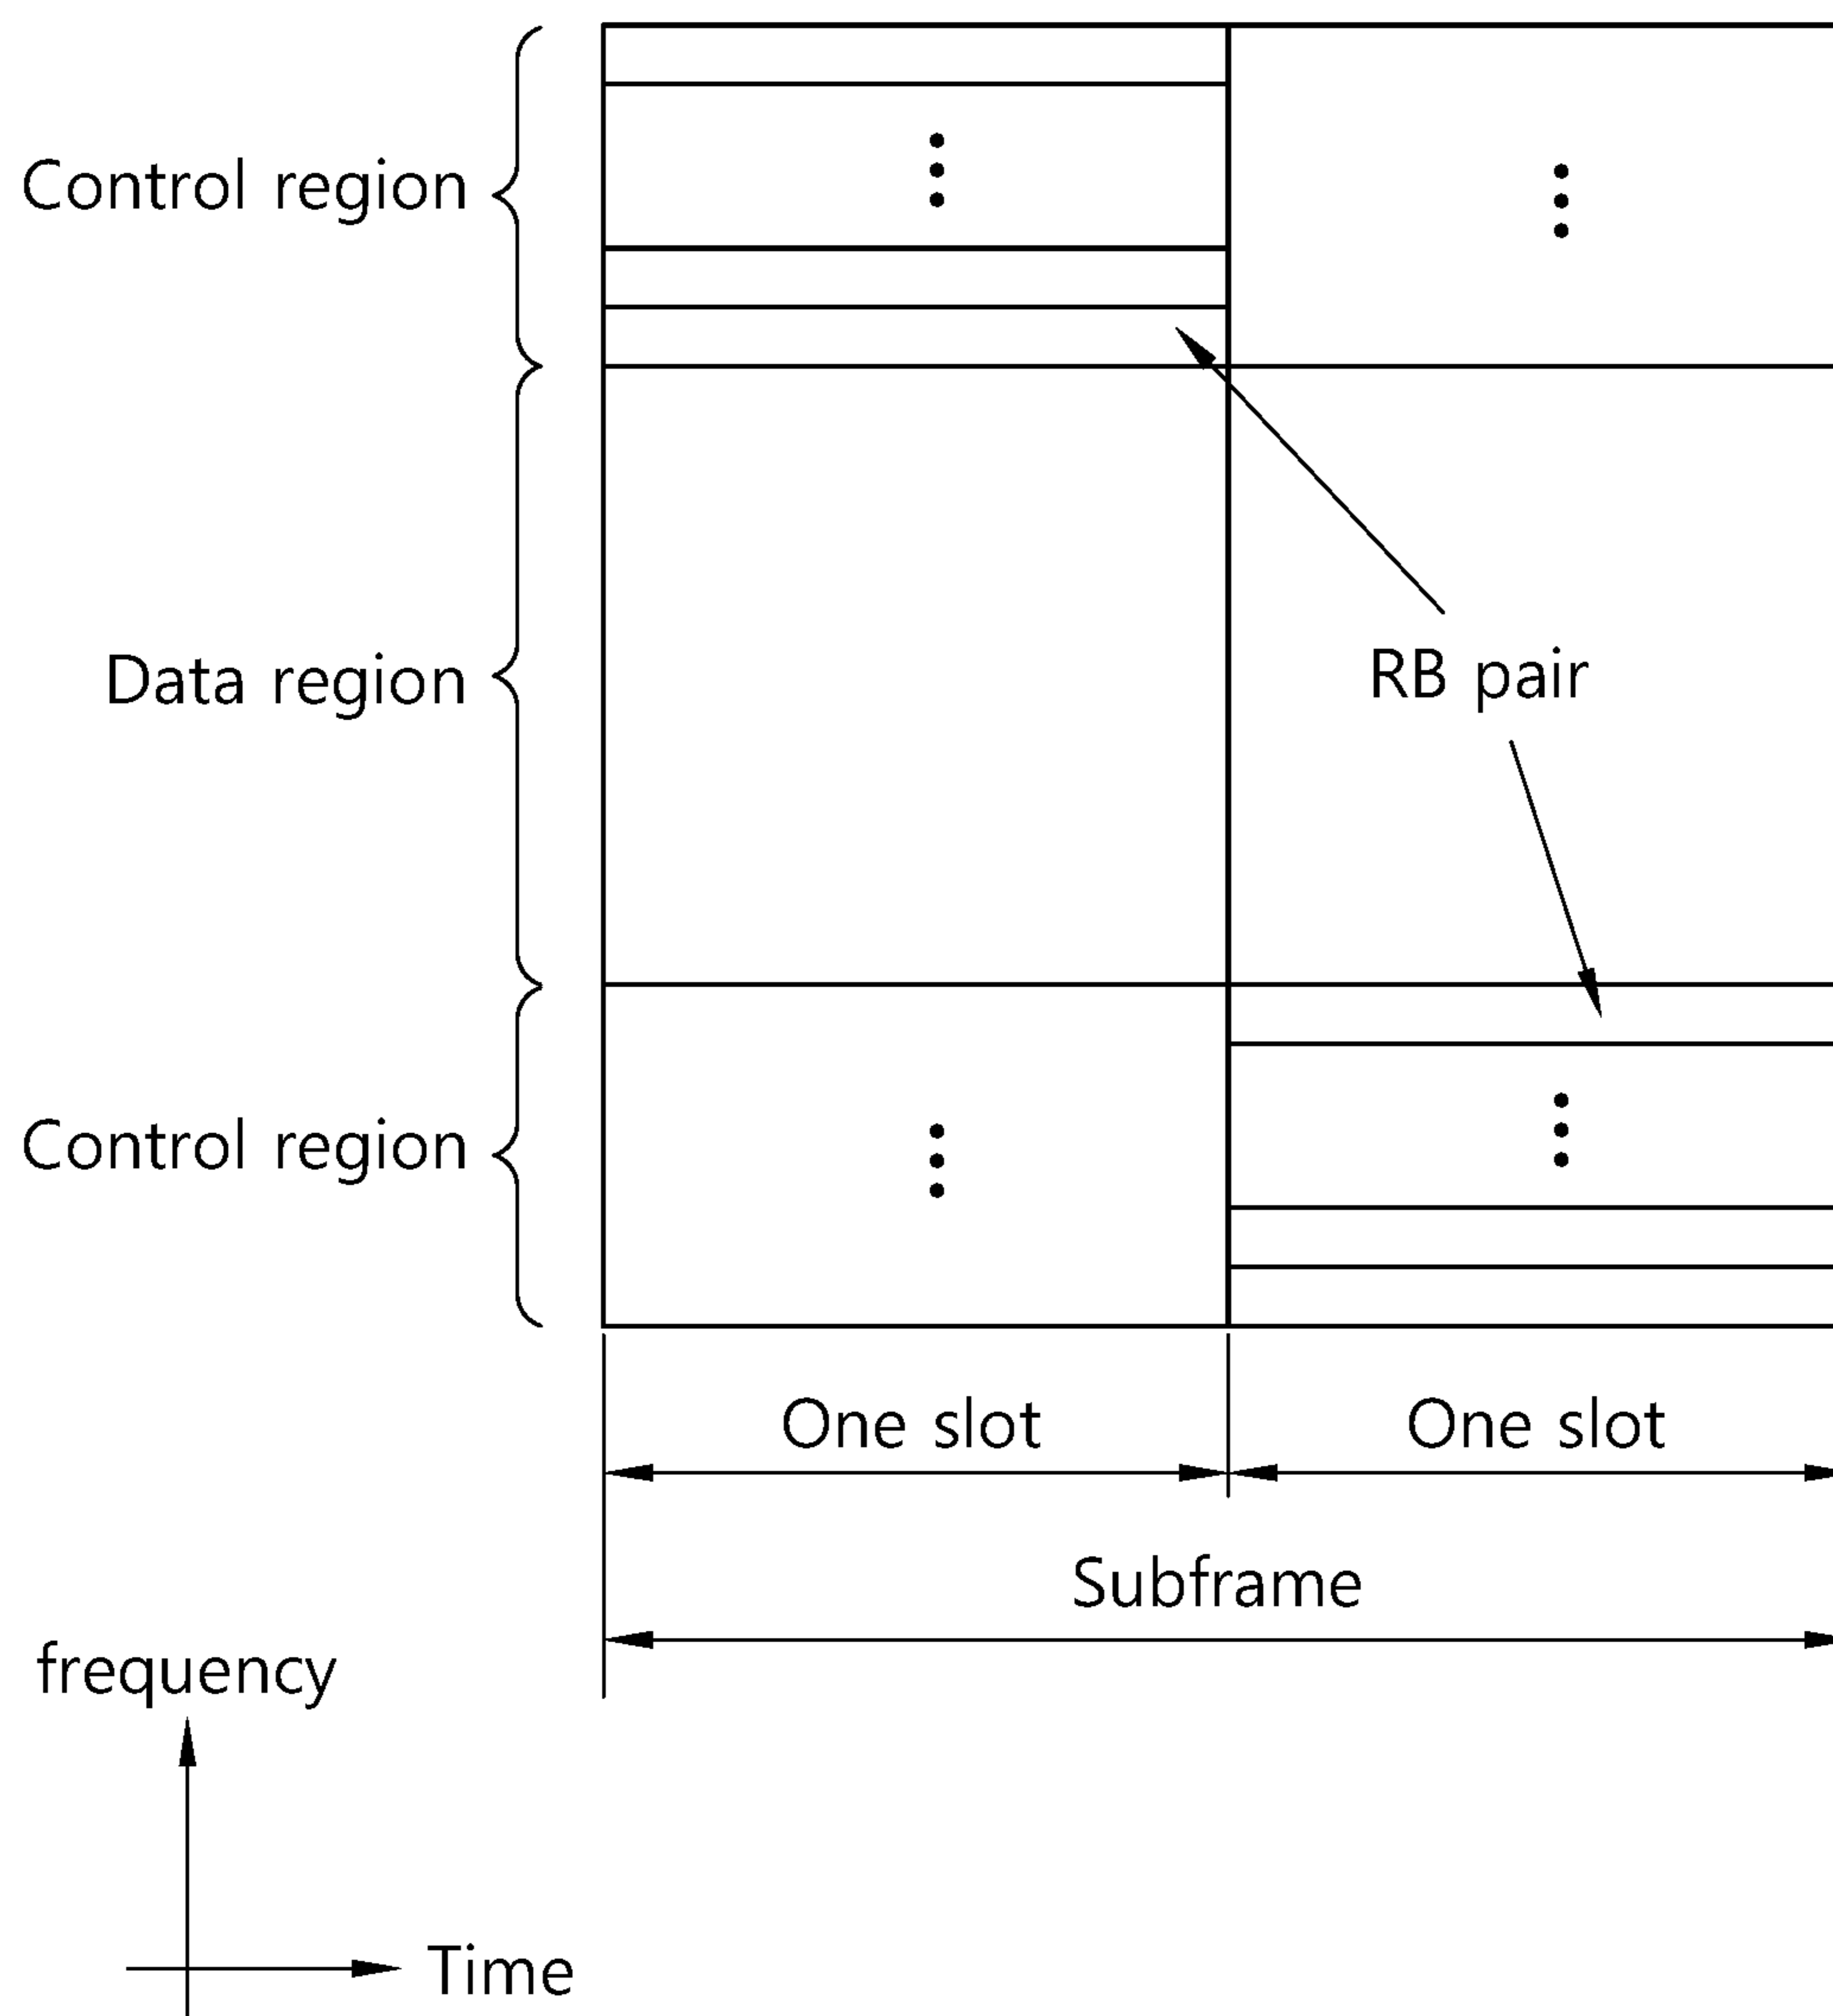 Control region
Data region
RB pair
Control region
One slot
One slot
Subframe
frequency
Time